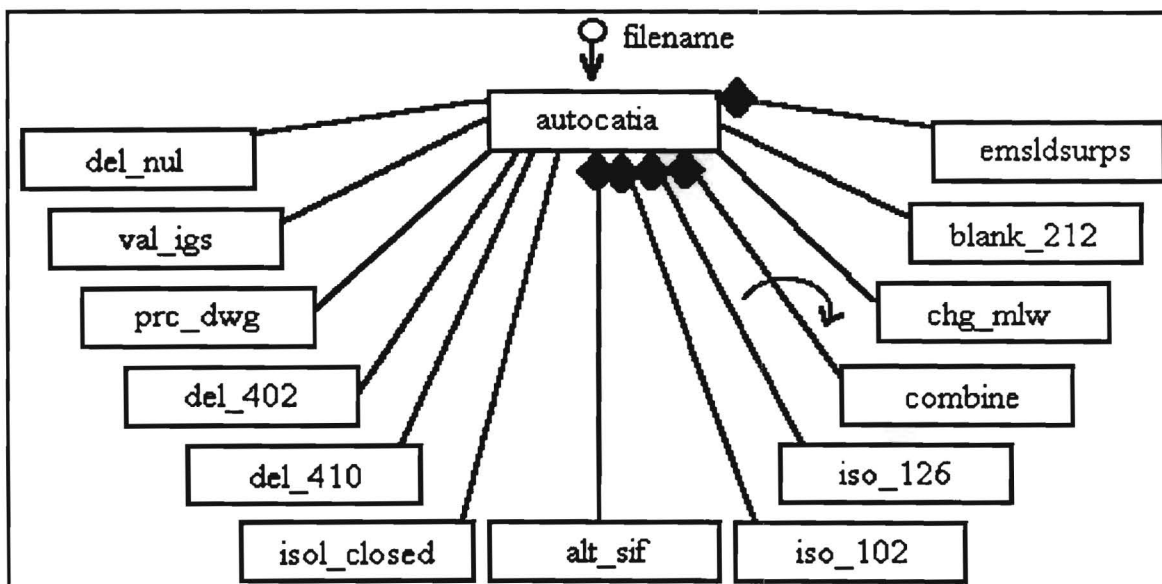 filename
autocatia
del_nul
emsldsurps
val_igs
blank_212
prc_dwg
chg_mlw
del_402
combine
del_410
iso_126
isol_closed
alt_sif
iso_102